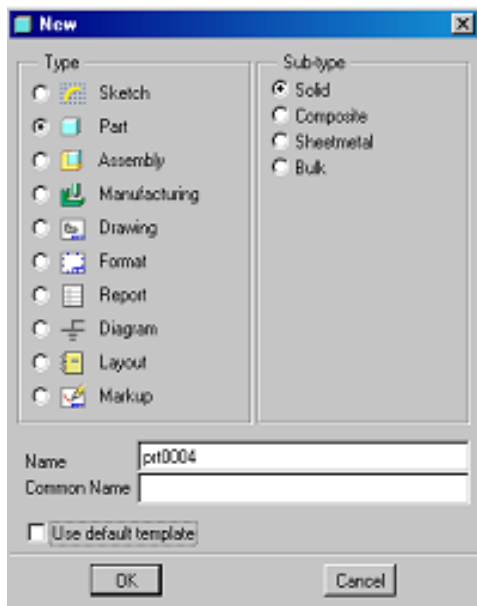 New
Type
Sketch
Part
Assembly
Manufacturing
Drawing
Format
Report
Diagram
Layout
Markup
Sub-type
Solid
Composite
Sheetmetal
Bulk
Name prt0004
Common Name
Use default template
OK Cancel